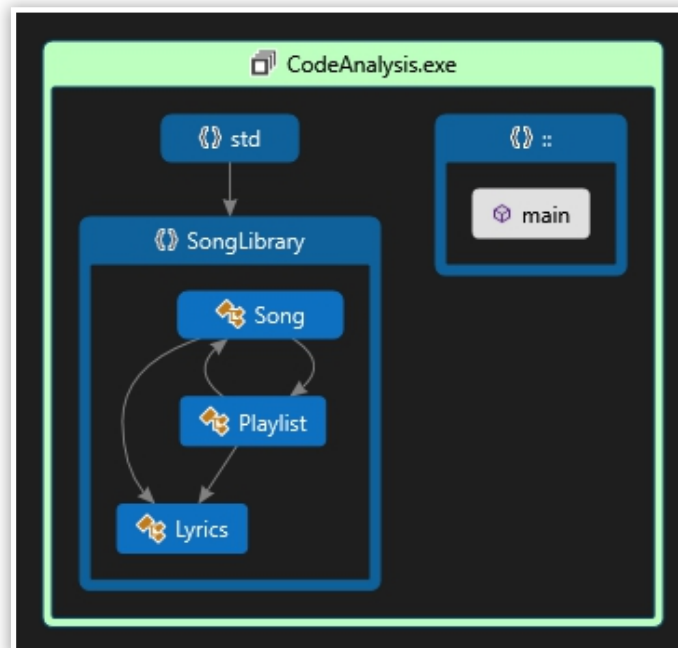 CodeAnalysis.exe
std
::
main
SongLibrary
Song
Playlist
Lyrics